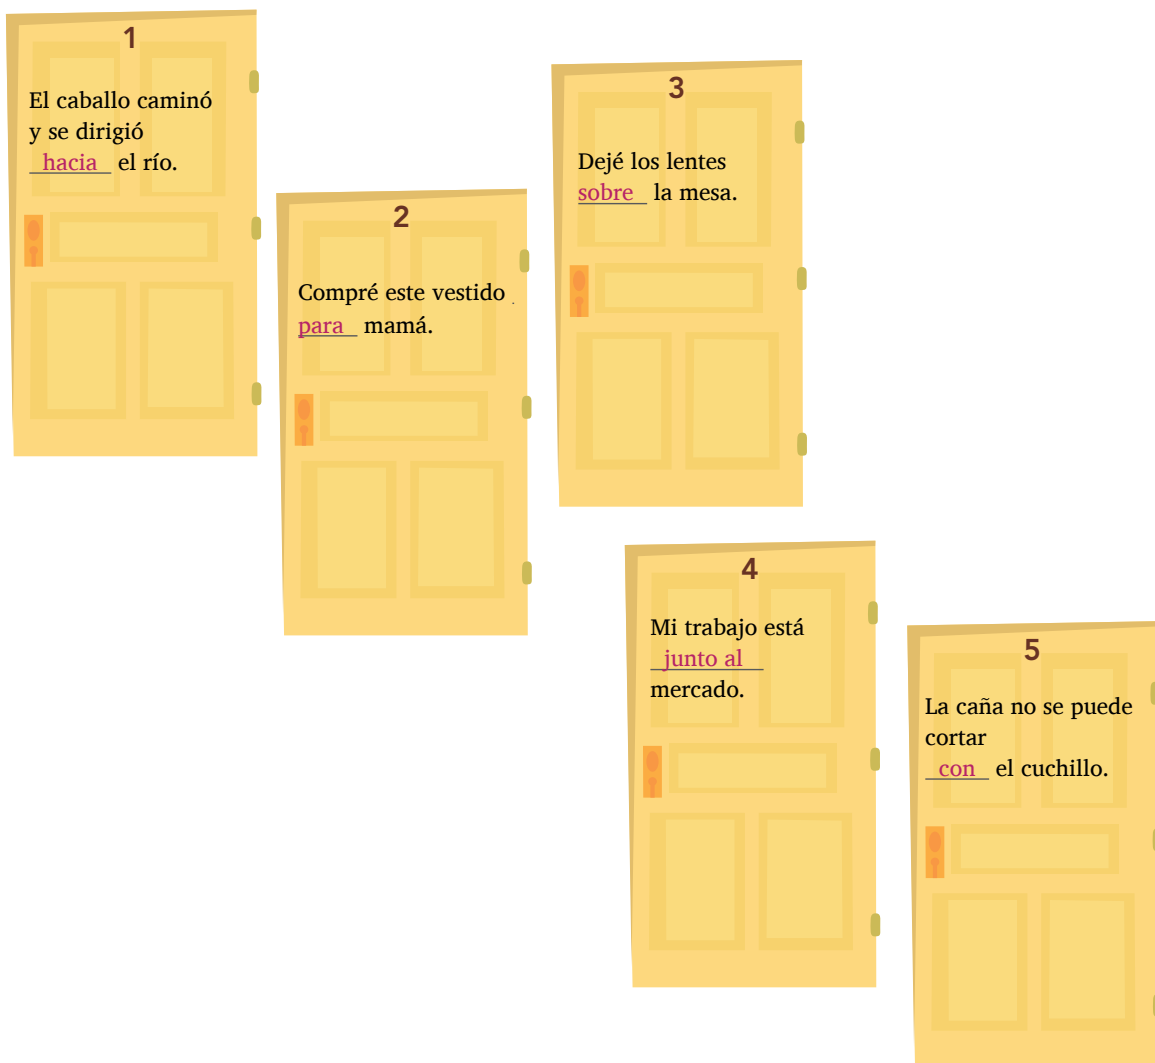 1
El caballo caminó
y se dirigió
hacia el río.
2
Compré este vestido
para mamá.
3
Dejé los lentes
sobre la mesa.
4
Mi trabajo está
junto al
mercado.
5
La caña no se puede
cortar
con el cuchillo.